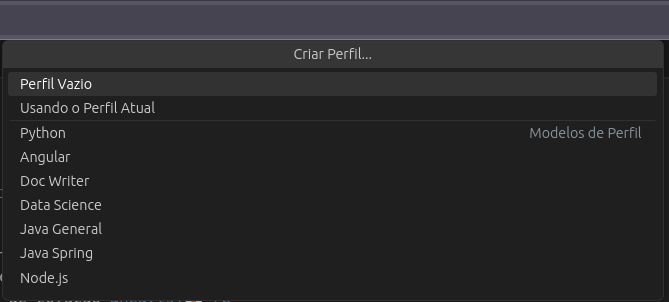 Criar Perfil...
Perfil Vazio
Usando o Perfil Atual
Python Modelos de Perfil
Angular
Doc Writer
Data Science
Java General
Java Spring
Node.js